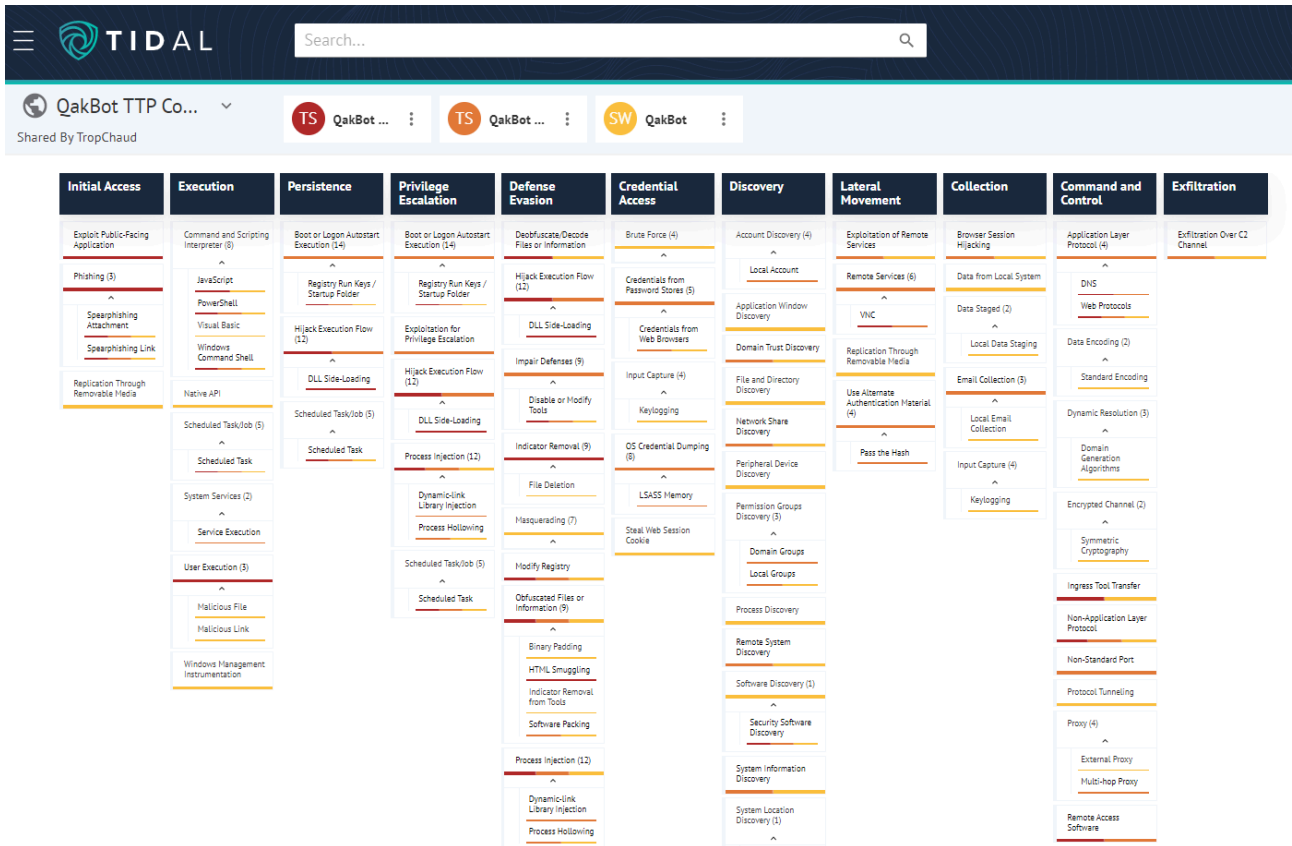 TIDAL
Search...
QakBot TTP Co...
Shared By TropChaud
TS
QakBot ...
TS
QakBot ...
SW
QakBot
Initial Access
Exploit Public-Facing
Application
Phishing (3)
Spearphishing
Attachment
Spearphishing Link
Replication Through
Removable Media
Execution
Command and Scripting
Interpreter (8)
JavaScript
PowerShell
Visual Basic
Windows
Command Shell
Native API
Scheduled Task/Job (5)
Scheduled Task
System Services (2)
Service Execution
User Execution (3)
Malicious File
Malicious Link
Windows Management
Instrumentation
Persistence
Boot or Logon Autostart
Execution (14)
Registry Run Keys /
Startup Folder
Hijack Execution Flow
(12)
DLL Side-Loading
Scheduled Task/Job (5)
Scheduled Task
Privilege
Escalation
Boot or Logon Autostart
Execution (14)
Registry Run Keys /
Startup Folder
Exploitation for
Privilege Escalation
Hijack Execution Flow
(12)
DLL Side-Loading
Process Injection (12)
Dynamic-link
Library Injection
Process Hollowing
Scheduled Task/Job (5)
Scheduled Task
Defense
Evasion
Deobfuscate/Decode
Files or Information
Hijack Execution Flow
(12)
DLL Side-Loading
Impair Defenses (9)
Disable or Modify
Tools
Indicator Removal (9)
File Deletion
Masquerading (7)
Modify Registry
Obfuscated Files or
Information (9)
Binary Padding
HTML Smuggling
Indicator Removal
from Tools
Software Packing
Process Injection (12)
Dynamic-link
Library Injection
Process Hollowing
Credential
Access
Brute Force (4)
Credentials from
Password Stores (5)
Credentials from
Web Browsers
Input Capture (4)
Keylogging
OS Credential Dumping
(8)
LSASS Memory
Steal Web Session
Cookie
Discovery
Account Discovery (4)
Local Account
Application Window
Discovery
Domain Trust Discovery
File and Directory
Discovery
Network Share
Discovery
Peripheral Device
Discovery
Permission Groups
Discovery (3)
Domain Groups
Local Groups
Process Discovery
Remote System
Discovery
Software Discovery (1)
Security Software
Discovery
System Information
Discovery
System Location
Discovery (1)
Lateral
Movement
Exploitation of Remote
Services
Remote Services (6)
VNC
Replication Through
Removable Media
Use Alternate
Authentication Material
(4)
Pass the Hash
Collection
Browser Session
Hijacking
Data from Local System
Data Staged (2)
Local Data Staging
Email Collection (3)
Local Email
Collection
Input Capture (4)
Keylogging
Command and
Control
Application Layer
Protocol (4)
DNS
Web Protocols
Data Encoding (2)
Standard Encoding
Dynamic Resolution (3)
Domain
Generation
Algorithms
Encrypted Channel (2)
Symmetric
Cryptography
Ingress Tool Transfer
Non-Application Layer
Protocol
Non-Standard Port
Protocol Tunneling
Proxy (4)
External Proxy
Multi-hop Proxy
Remote Access
Software
Exfiltration
Exfiltration Over C2
Channel